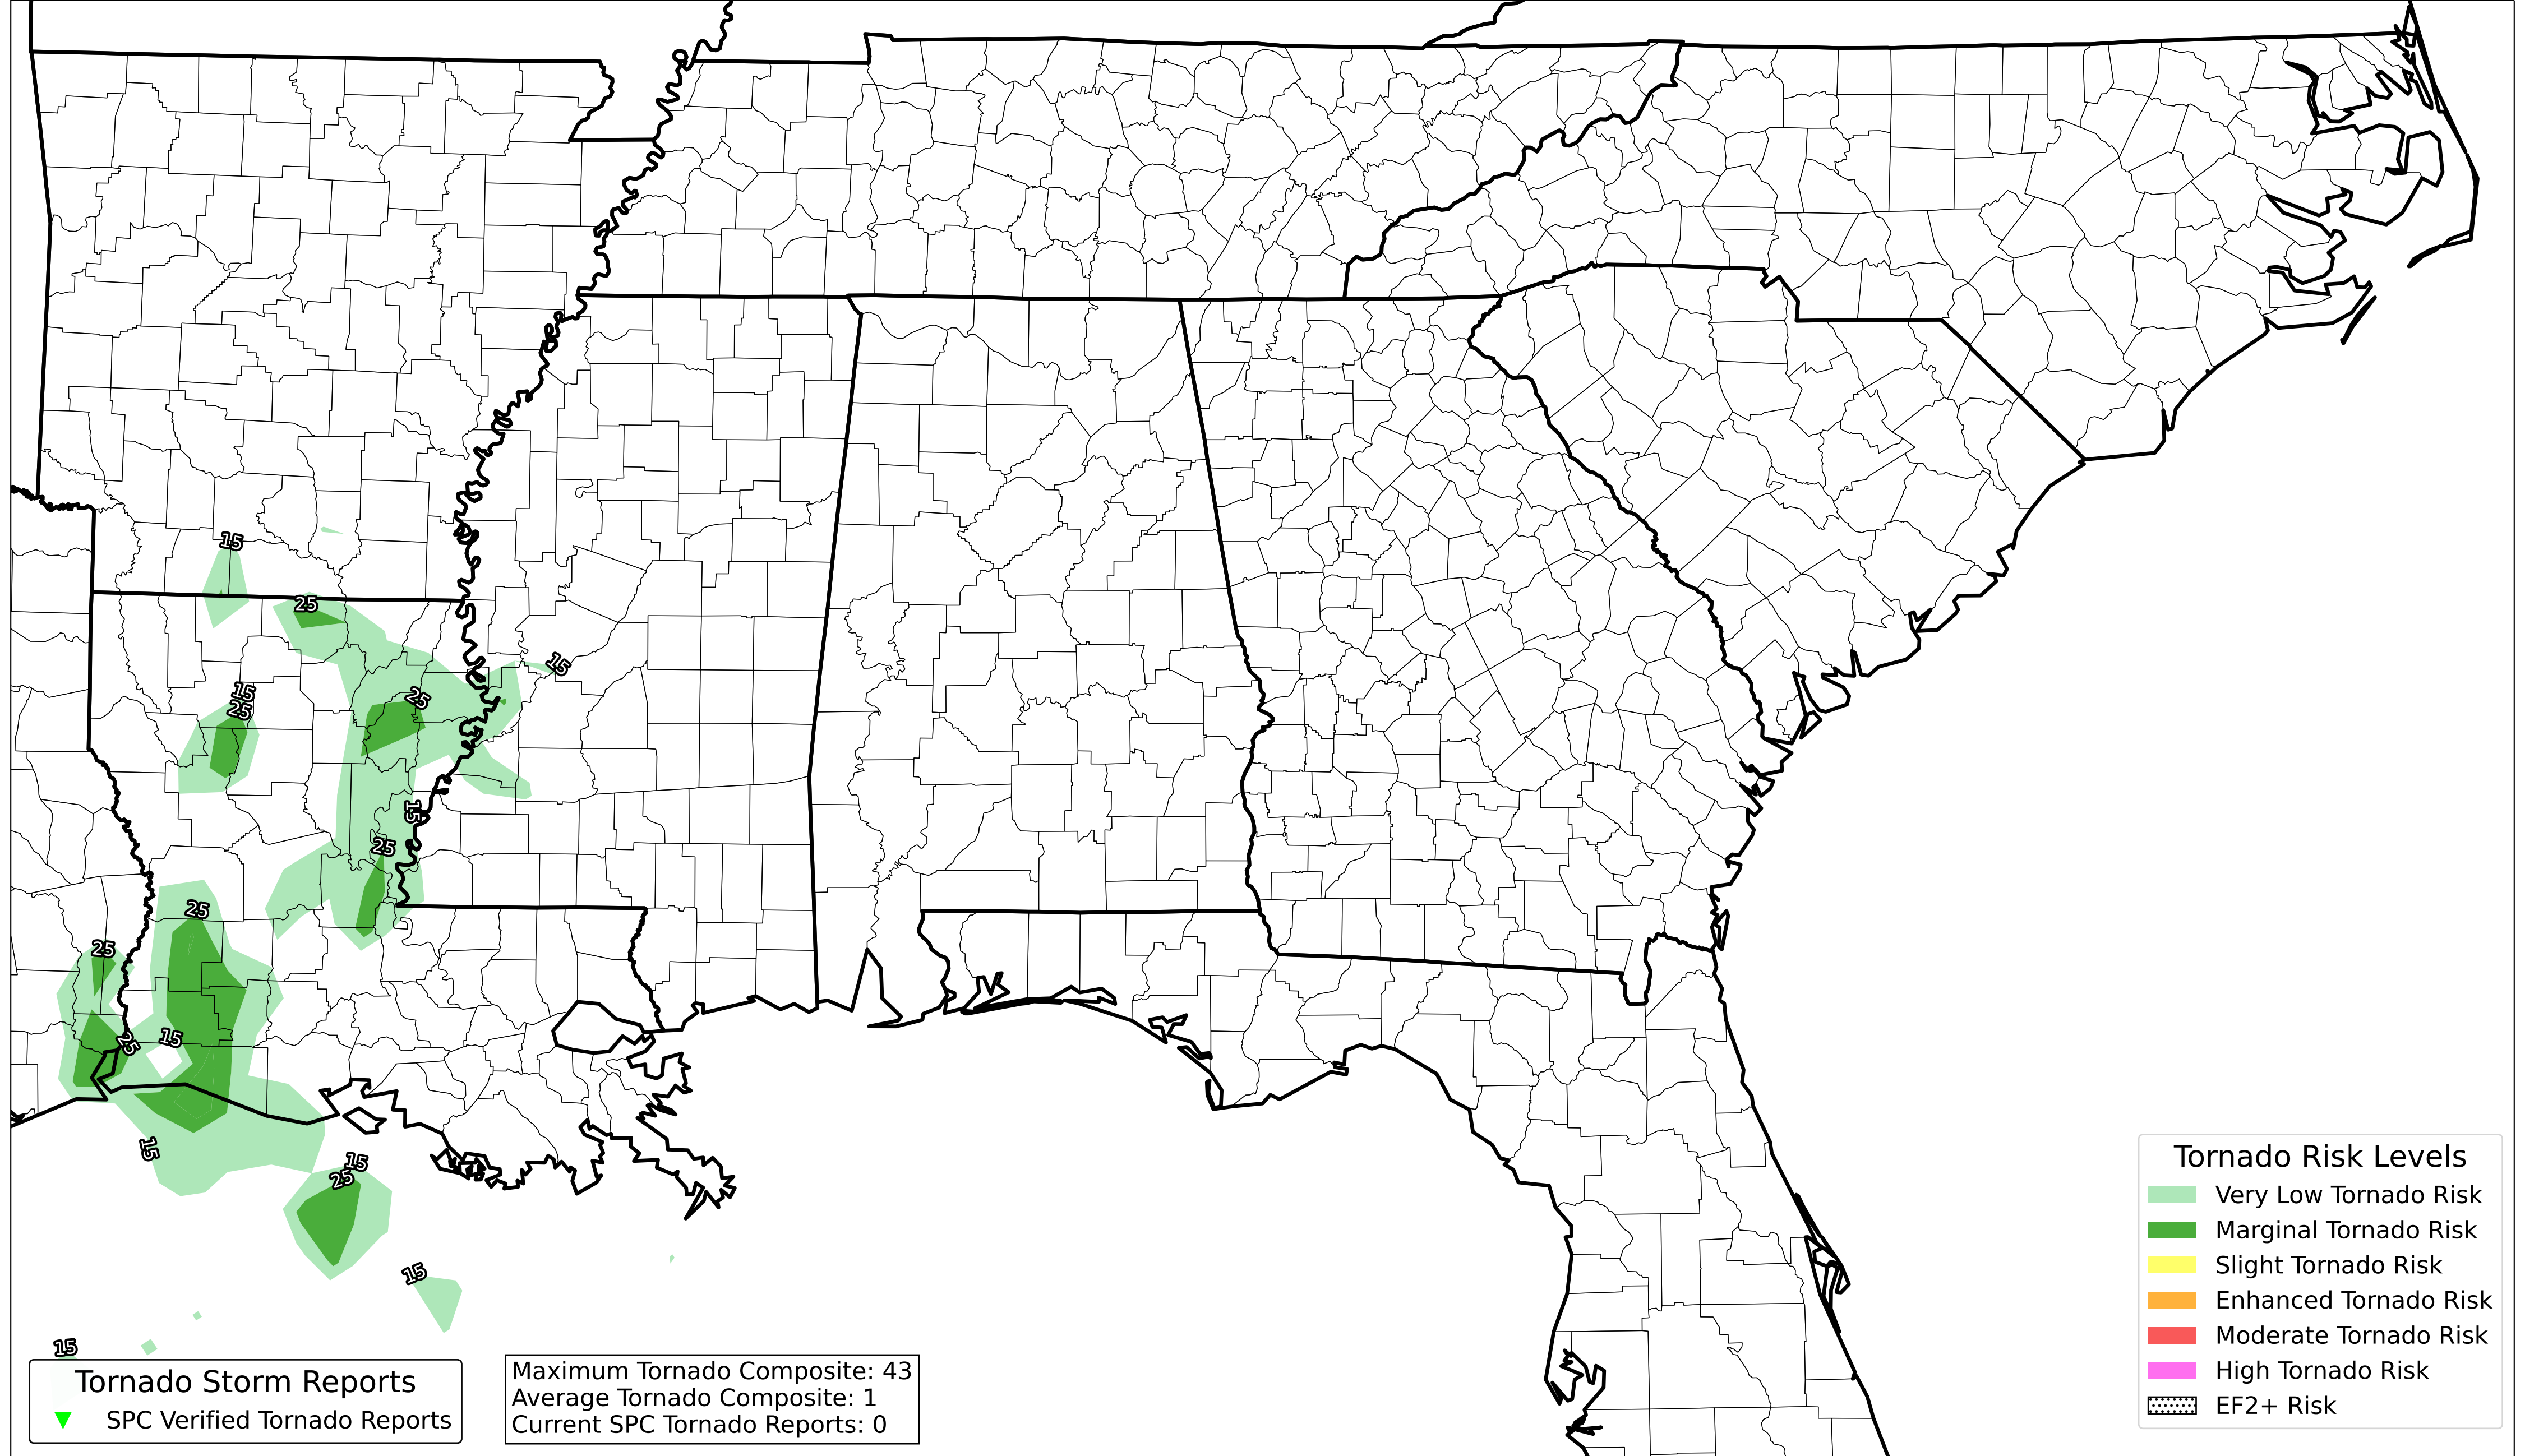 15
25
15
15
25
25
15
25
25
25
15
25
15
15
25
15
15
Tornado Risk Levels
Very Low Tornado Risk
Marginal Tornado Risk
Slight Tornado Risk
Enhanced Tornado Risk
Moderate Tornado Risk
High Tornado Risk
EF2+ Risk
Tornado Storm Reports
SPC Verified Tornado Reports
Maximum Tornado Composite: 43
Average Tornado Composite: 1
Current SPC Tornado Reports: 0